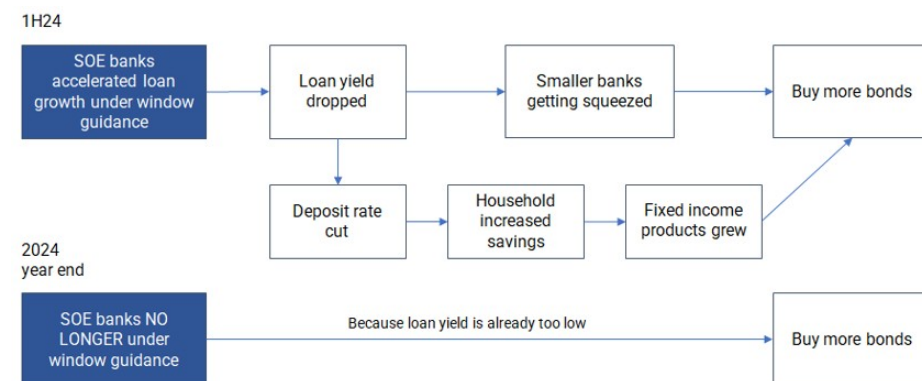 1H24
SOE banks
accelerated loan
growth under window
guidance
Loan yield
dropped
Smaller banks
getting squeezed
Buy more bonds
Deposit rate
cut
Household
increased
savings
Fixed income
products grew
2024
year end
SOE banks NO
LONGER under
window guidance
Because loan yield is already too low
Buy more bonds